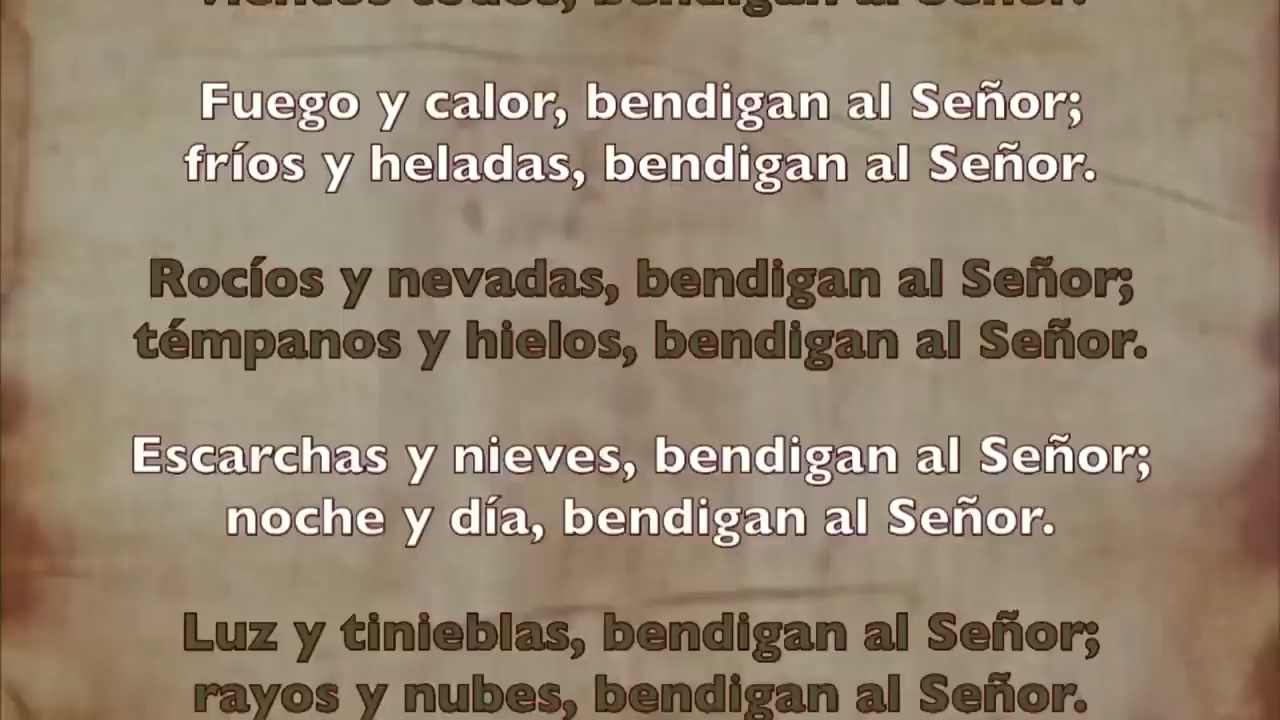 vientos todos, bendigan al Señor.
Fuego y calor, bendigan al Señor;
fríos y heladas, bendigan al Señor.
Rocíos y nevadas, bendigan al Señor;
témpanos y hielos, bendigan al Señor.
Escarchas y nieves, bendigan al Señor;
noche y día, bendigan al Señor.
Luz y tinieblas, bendigan al Señor;
rayos y nubes, bendigan al Señor.